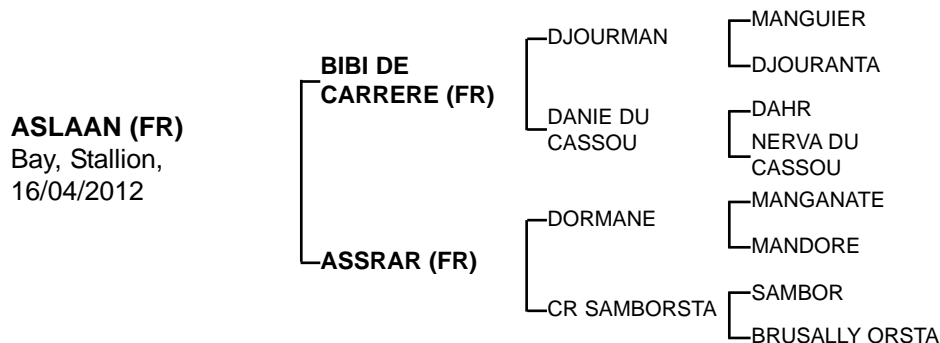 ASLAAN (FR)
Bay, Stallion,
16/04/2012
BIBI DE
CARRERE (FR)
ASSRAR (FR)
DJOURMAN
DANIE DU
CASSOU
DORMANE
CR SAMBORSTA
MANGUIER
DJOURANTA
DAHR
NERVA DU
CASSOU
MANGANATE
MANDORE
SAMBOR
BRUSALLY ORSTA